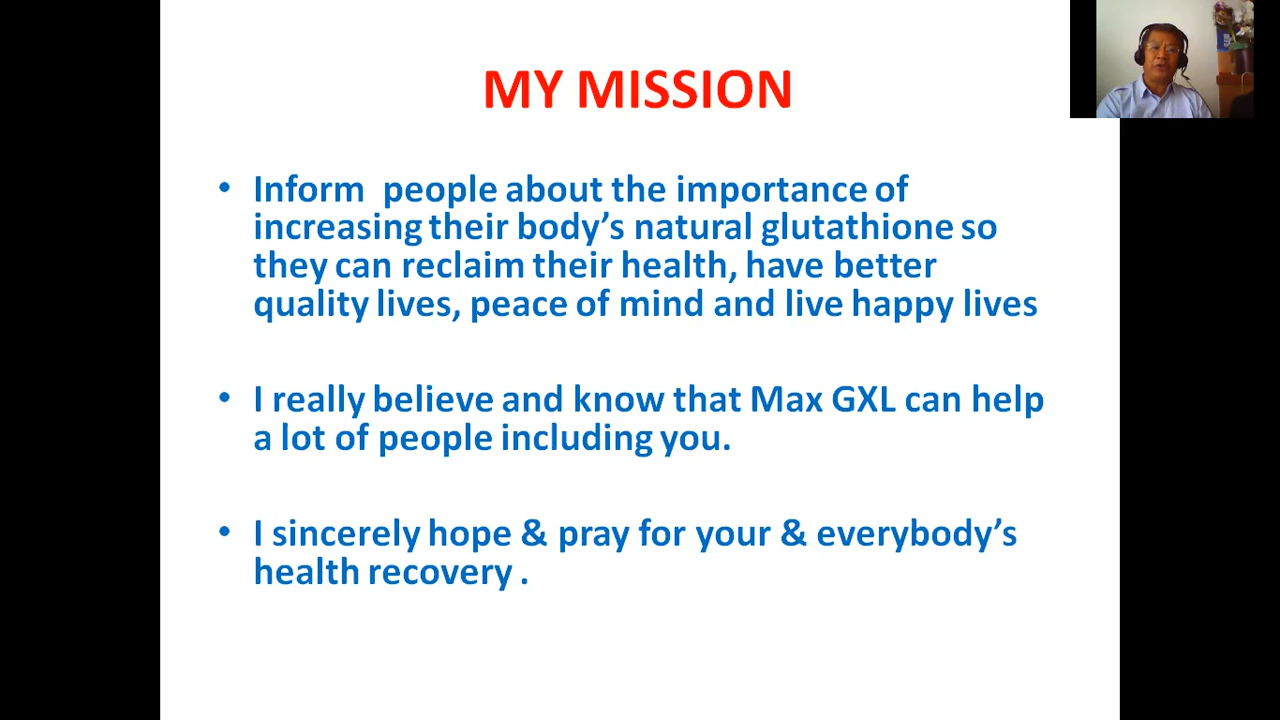 MY MISSION
• Inform  people about the importance of
increasing their body’s natural glutathione so
they can reclaim their health, have better
quality lives, peace of mind and live happy lives
• I really believe and know that Max GXL can help
a lot of people including you.
• I sincerely hope & pray for your & everybody’s
health recovery .